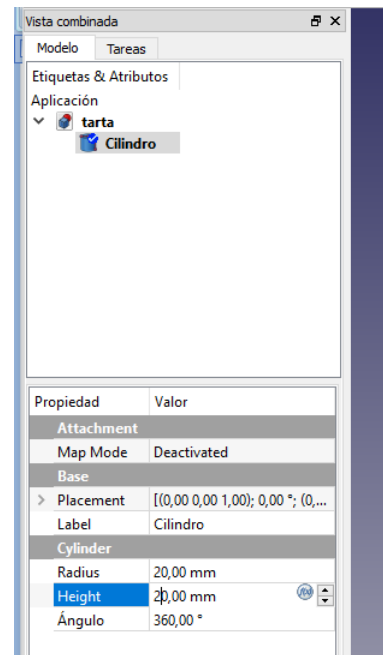 Vista combinada
Modelo Tareas
Etiquetas & Atributos
Aplicación
tarta
Cilindro
Propiedad Valor
Attachment
Map Mode Deactivated
Base
Placement [(0,00 0,00 1,00); 0,00 °; (0,...
Label Cilindro
Cylinder
Radius 20,00 mm
Height 20,00 mm f(x)
Ángulo 360,00 °